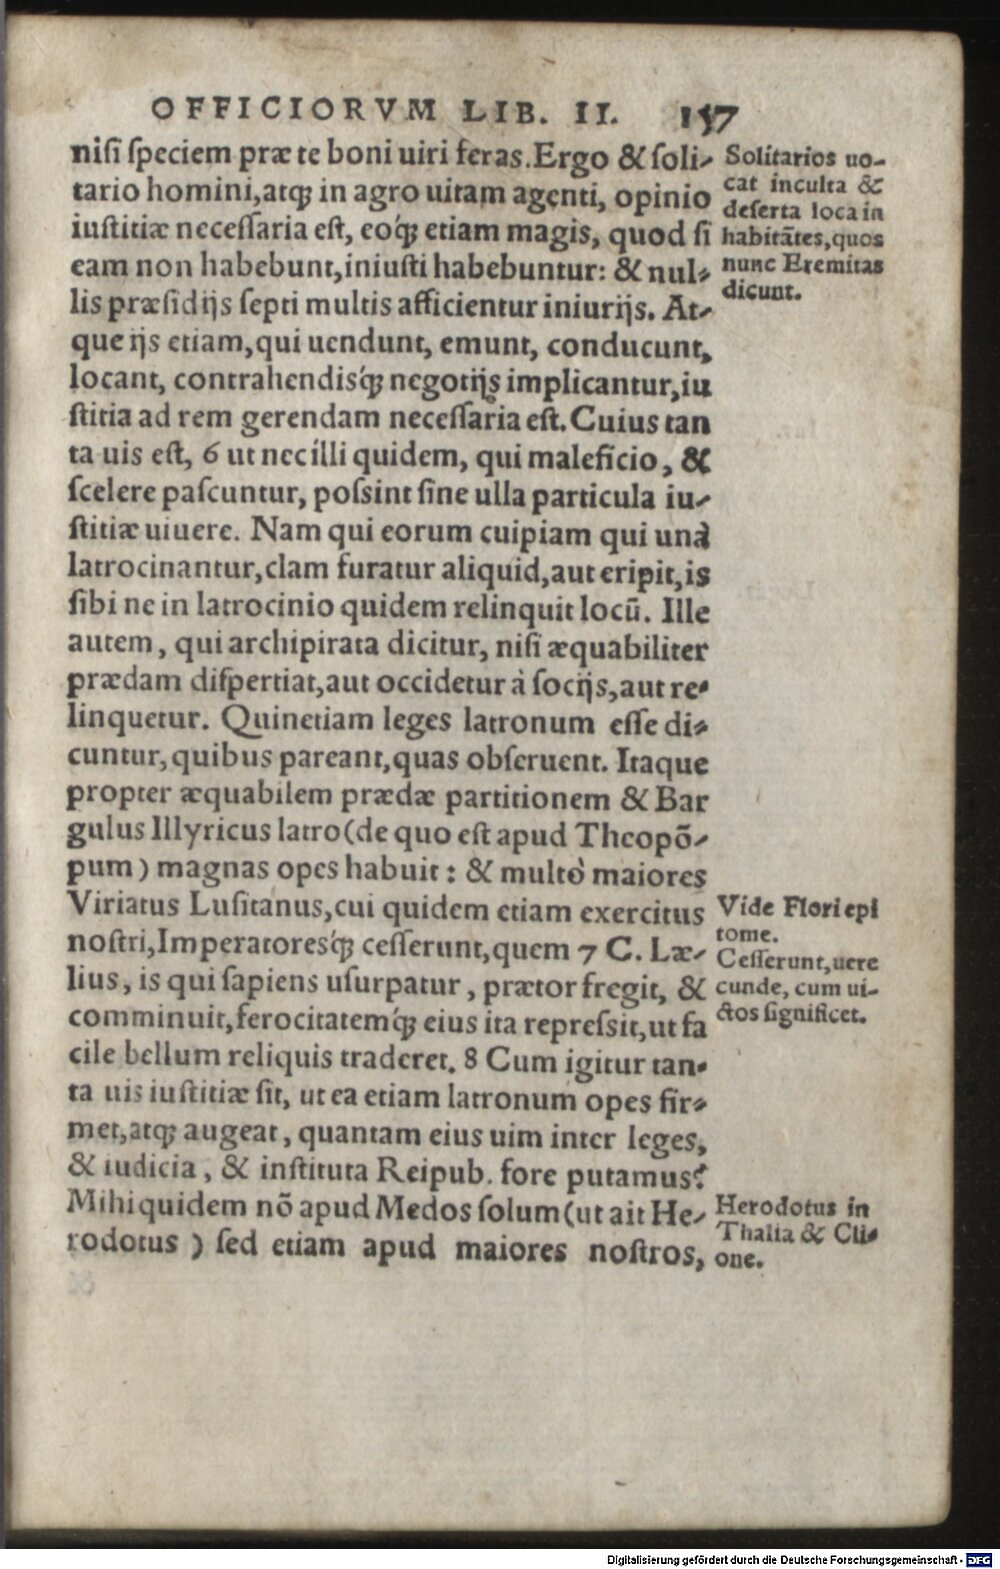 OFFICIORVM LIB. II. 157
niſi ſpeciem præ te boni uiri feras. Ergo & ſoli-
tario homini, atq; in agro uitam agenti, opinio
iuſtitiæ neceſſaria eſt, eoq́; etiam magis, quod ſi
eam non habebunt, iniuſti habebuntur: & nul-
lis præſidijs ſepti multis afficientur iniurijs. At-
que ijs etiam, qui uendunt, emunt, conducunt,
locant, contrahendisq́; negotijs implicantur, iu
ſtitia ad rem gerendam neceſſaria eſt. Cuius tan
ta uis eſt, 6 ut nec illi quidem, qui maleficio, &
ſcelere paſcuntur, poſsint ſine ulla particula iu-
ſtitiæ uiuere. Nam qui eorum cuipiam qui unà
latrocinantur, clam furatur aliquid, aut eripit, is
ſibi ne in latrocinio quidem relinquit locū. Ille
autem, qui archipirata dicitur, niſi æquabiliter
prædam diſpertiat, aut occidetur à ſocijs, aut re-
linquetur. Quinetiam leges latronum eſſe di-
cuntur, quibus pareant, quas obſeruent. Itaque
propter æquabilem prædæ partitionem & Bar
gulus Illyricus latro (de quo eſt apud Theopō-
pum) magnas opes habuit: & multò maiores
Viriatus Luſitanus, cui quidem etiam exercitus
noſtri, Imperatoresq́; ceſſerunt, quem 7 C. Læ-
lius, is qui ſapiens uſurpatur, prætor fregit, &
comminuit, ferocitatemq́; eius ita repreſsit, ut fa
cile bellum reliquis traderet. 8 Cum igitur tan-
ta uis iuſtitiæ ſit, ut ea etiam latronum opes fir-
met, atq; augeat, quantam eius uim inter leges,
& iudicia, & inſtituta Reipub. fore putamus?
Mihi quidem nō apud Medos ſolum (ut ait He-
rodotus) ſed etiam apud maiores noſtros,
Solitarios uo-
cat inculta &
deſerta loca in
habitātes, quos
nunc Eremitas
dicunt.
Vide Flori epi
tome.
Ceſſerunt, uere
cunde, cum ui-
ctos ſignificet.
Herodotus in
Thalia & Cli-
one.
Digitalisierung gefördert durch die Deutsche Forschungsgemeinschaft - DFG